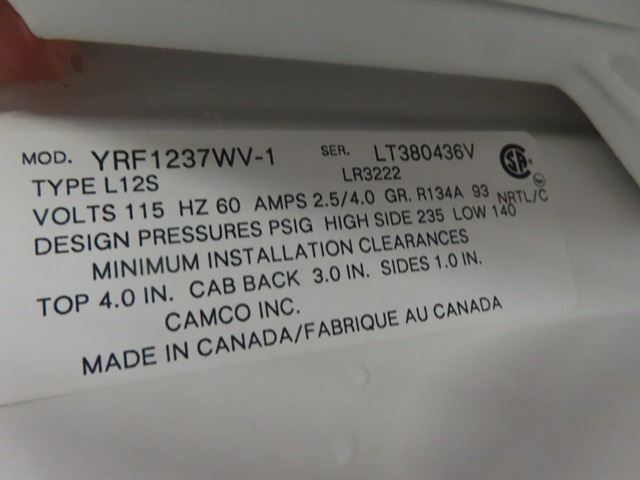 MOD. YRF1237WV-1 SER. LT380436V
TYPE L12S LR3222
VOLTS 115 HZ 60 AMPS 2.5/4.0 GR. R134A 93 NRTL/C
DESIGN PRESSURES PSIG HIGH SIDE 235 LOW 140
MINIMUM INSTALLATION CLEARANCES
TOP 4.0 IN. CAB BACK 3.0 IN. SIDES 1.0 IN.
CAMCO INC.
MADE IN CANADA/FABRIQUE AU CANADA